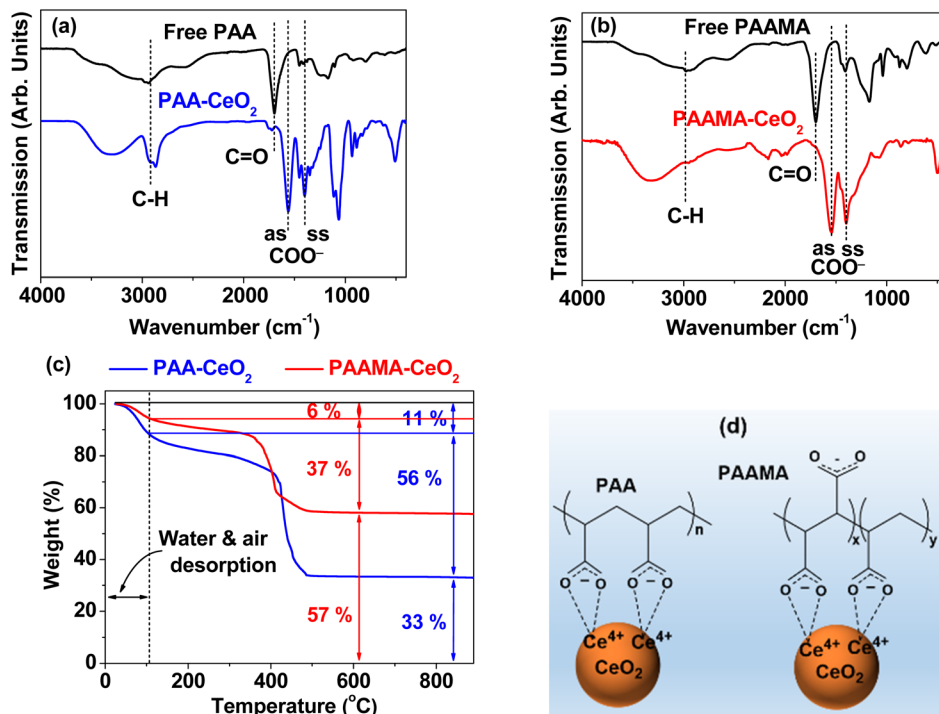 (a)
Free PAA
PAA-CeO₂
C=O
C-H
as ss
COO⁻
Transmission (Arb. Units)
4000 3000 2000 1000
Wavenumber (cm⁻¹)
(b)
Free PAAMA
PAAMA-CeO₂
C=O
C-H
as ss
COO⁻
Transmission (Arb. Units)
4000 3000 2000 1000
Wavenumber (cm⁻¹)
(c)
PAA-CeO₂ PAAMA-CeO₂
100
80
60
40
20
0
Weight (%)
6 %
11 %
37 %
56 %
57 %
33 %
Water & air
desorption
0 200 400 600 800
Temperature (°C)
(d)
PAA
n
O − O O − O
Ce⁴⁺ Ce⁴⁺
CeO₂
PAAMA
O - O
x y
O − O O − O
Ce⁴⁺ Ce⁴⁺
CeO₂